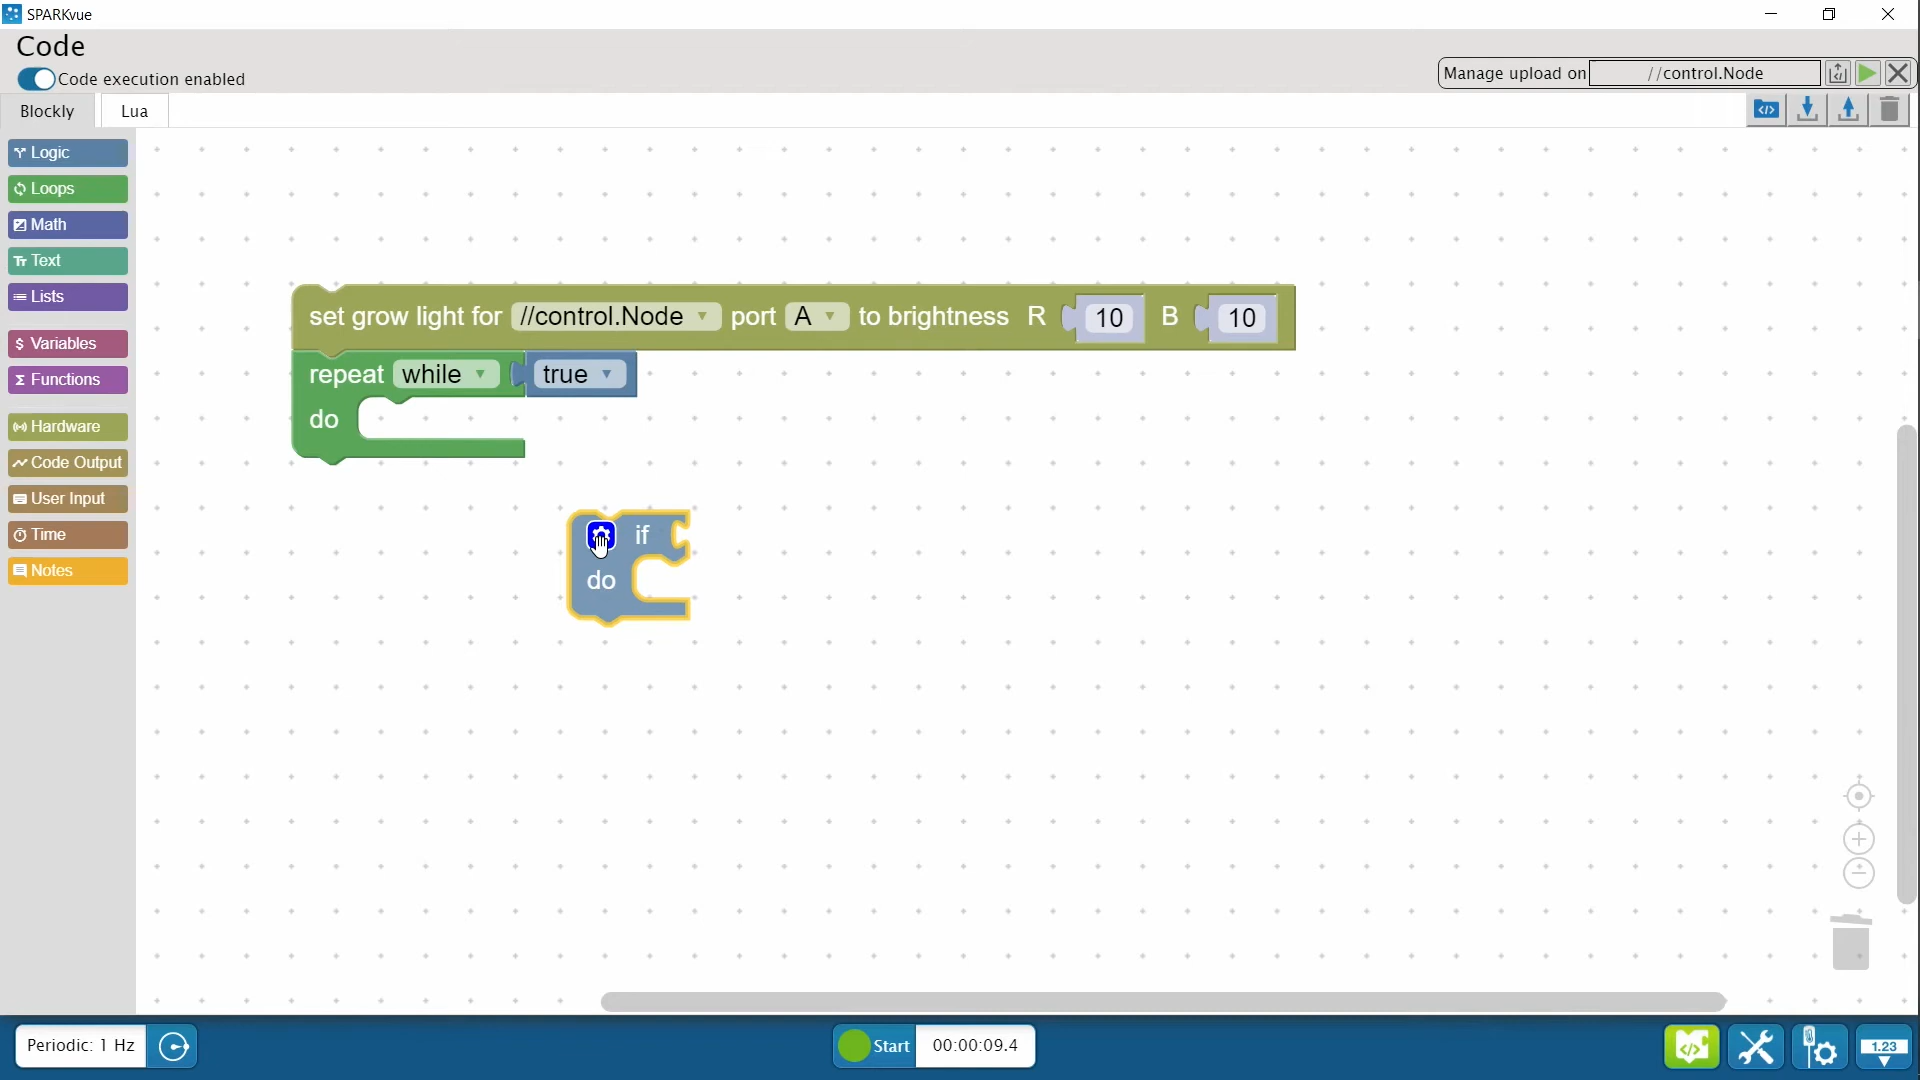 SPARKvue
Code
Code execution enabled
Manage upload on //control.Node
Blockly Lua
Logic
Loops
Math
Text
Lists
Variables
Functions
Hardware
Code Output
User Input
Time
Notes
set grow light for //control.Node port A to brightness R 10 B 10
repeat while true
do
if
do
Periodic: 1 Hz
Start 00:00:09.4
1.23